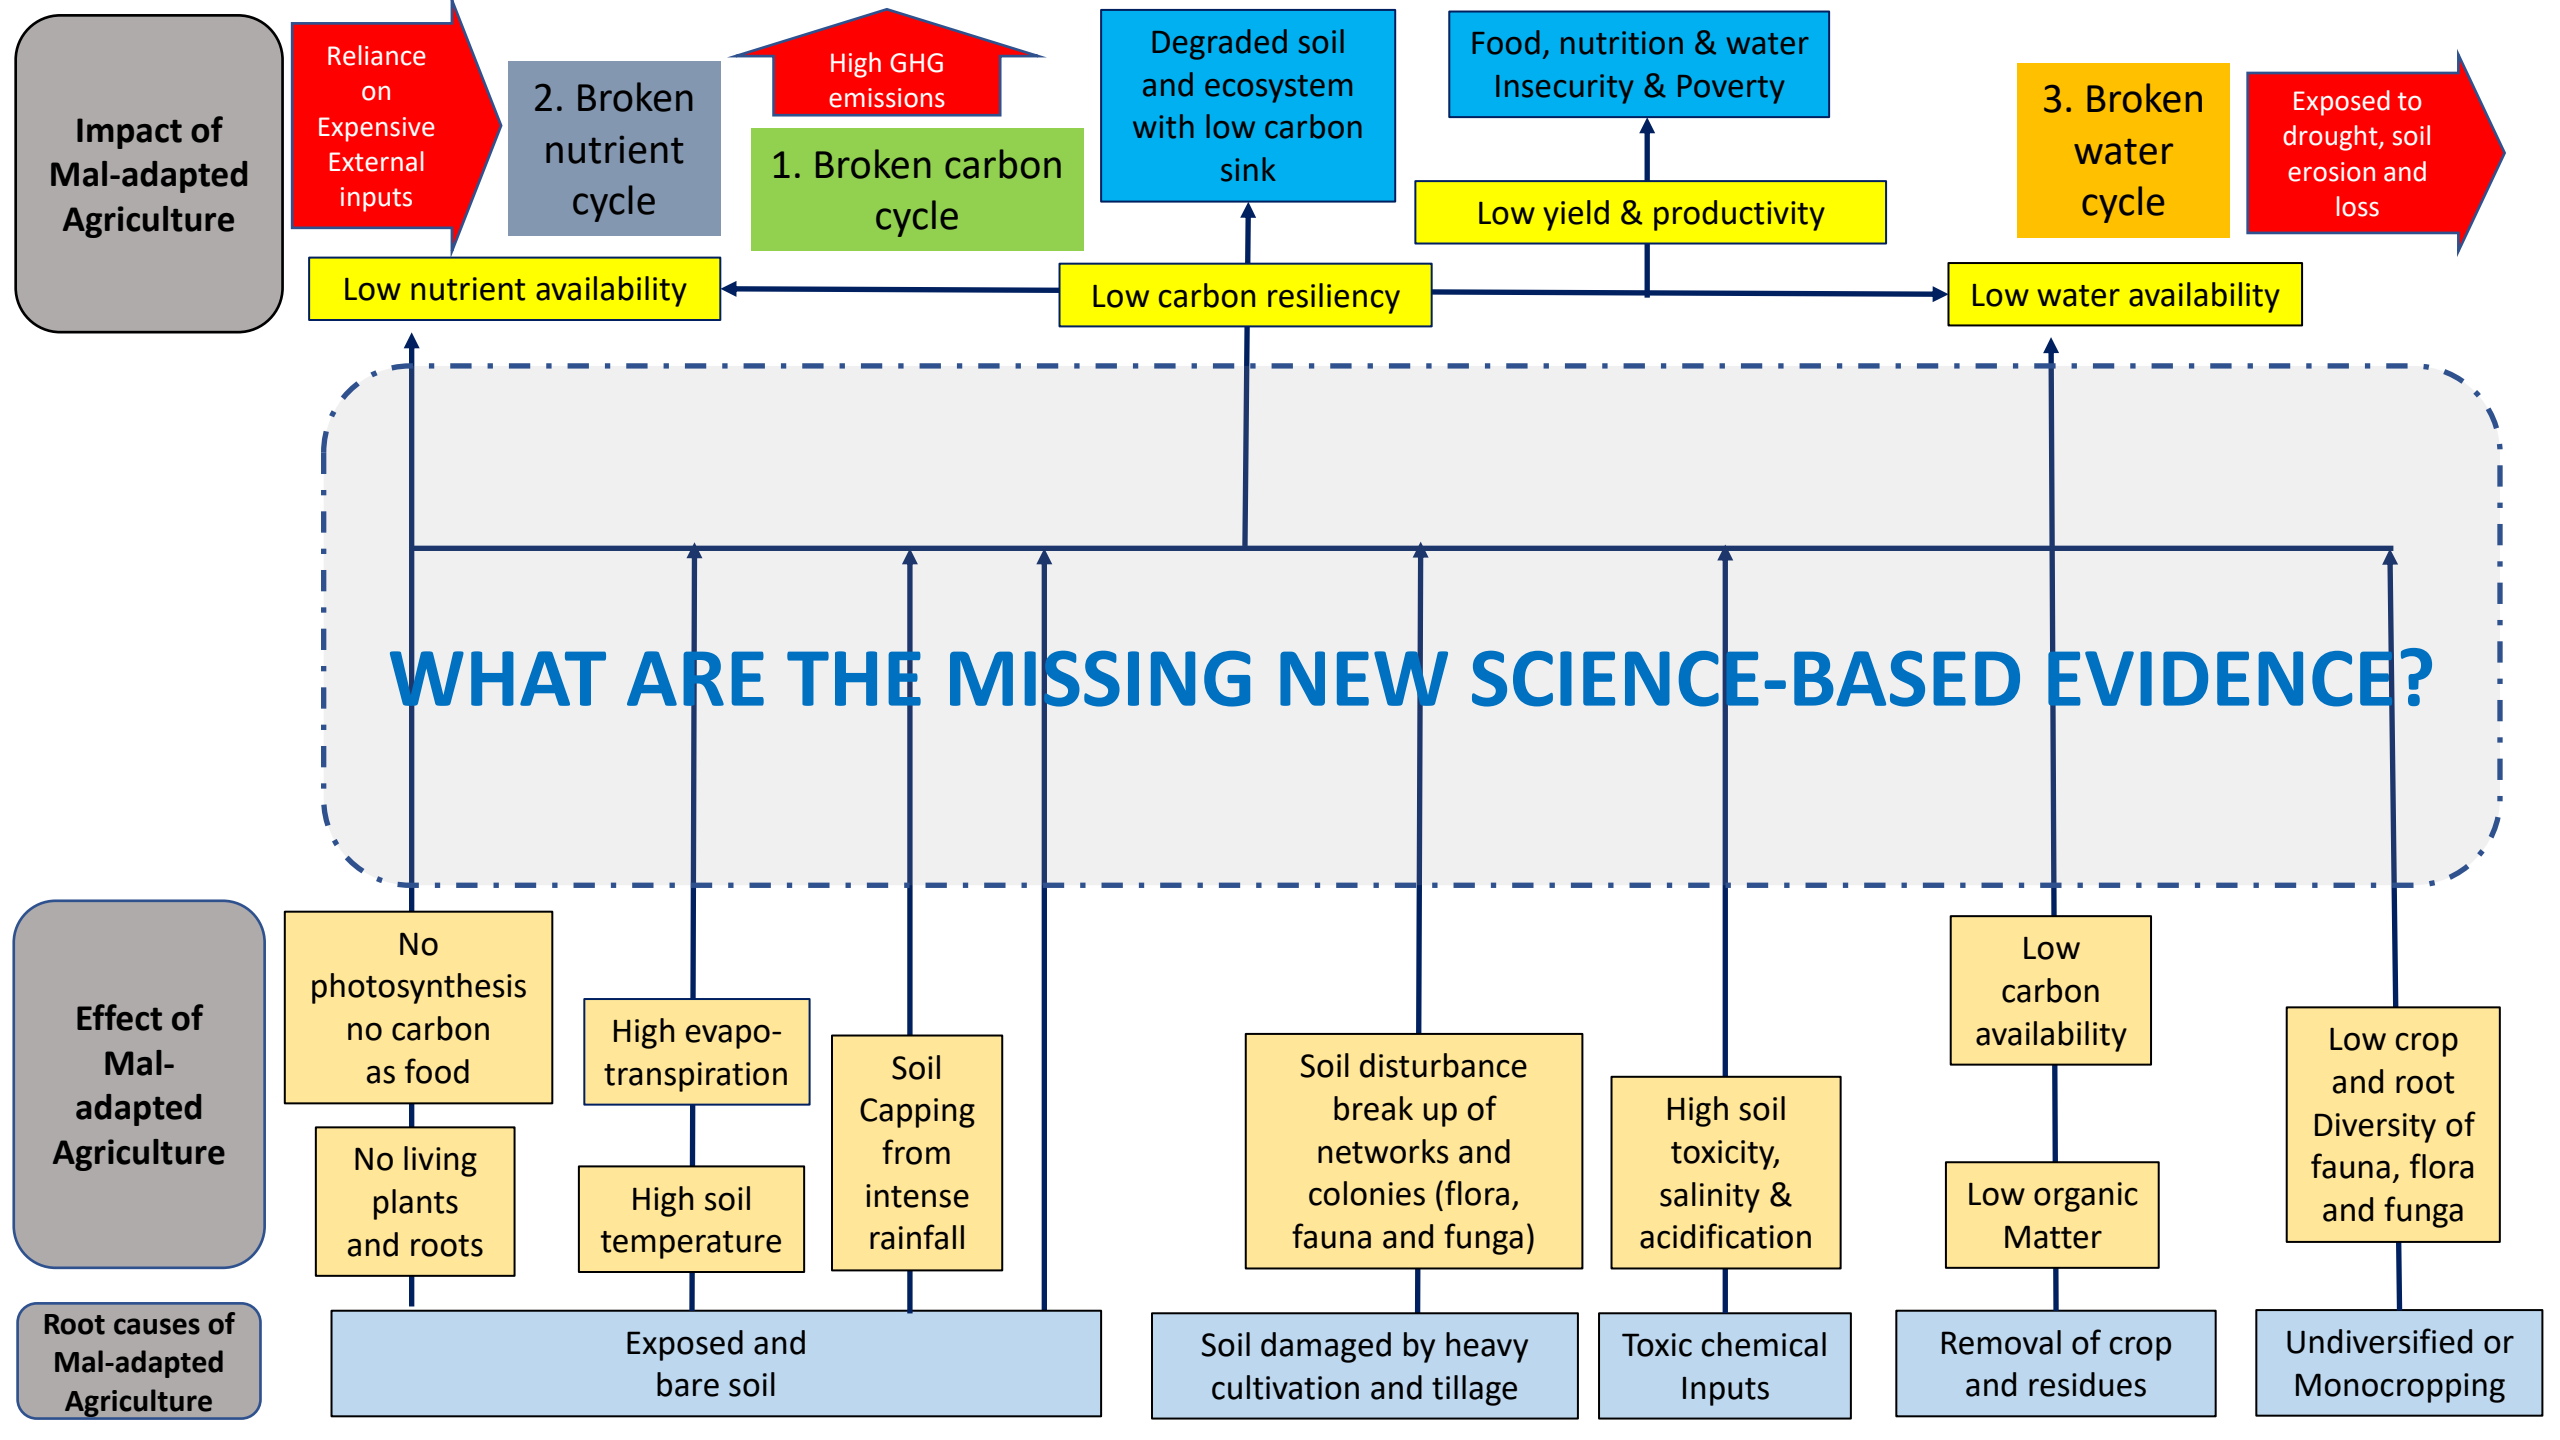 Impact of
Mal-adapted
Agriculture
Reliance
on
Expensive
External
inputs
2. Broken
nutrient
cycle
High GHG
emissions
1. Broken carbon
cycle
Degraded soil
and ecosystem
with low carbon
sink
Food, nutrition & water
Insecurity & Poverty
Low yield & productivity
3. Broken
water
cycle
Exposed to
drought, soil
erosion and
loss
Low nutrient availability
Low carbon resiliency
Low water availability
WHAT ARE THE MISSING NEW SCIENCE-BASED EVIDENCE?
Effect of
Mal-
adapted
Agriculture
No
photosynthesis
no carbon
as food
No living
plants
and roots
High evapo-
transpiration
High soil
temperature
Soil
Capping
from
intense
rainfall
Soil disturbance
break up of
networks and
colonies (flora,
fauna and funga)
High soil
toxicity,
salinity &
acidification
Low
carbon
availability
Low organic
Matter
Low crop
and root
Diversity of
fauna, flora
and funga
Root causes of
Mal-adapted
Agriculture
Exposed and
bare soil
Soil damaged by heavy
cultivation and tillage
Toxic chemical
Inputs
Removal of crop
and residues
Undiversified or
Monocropping